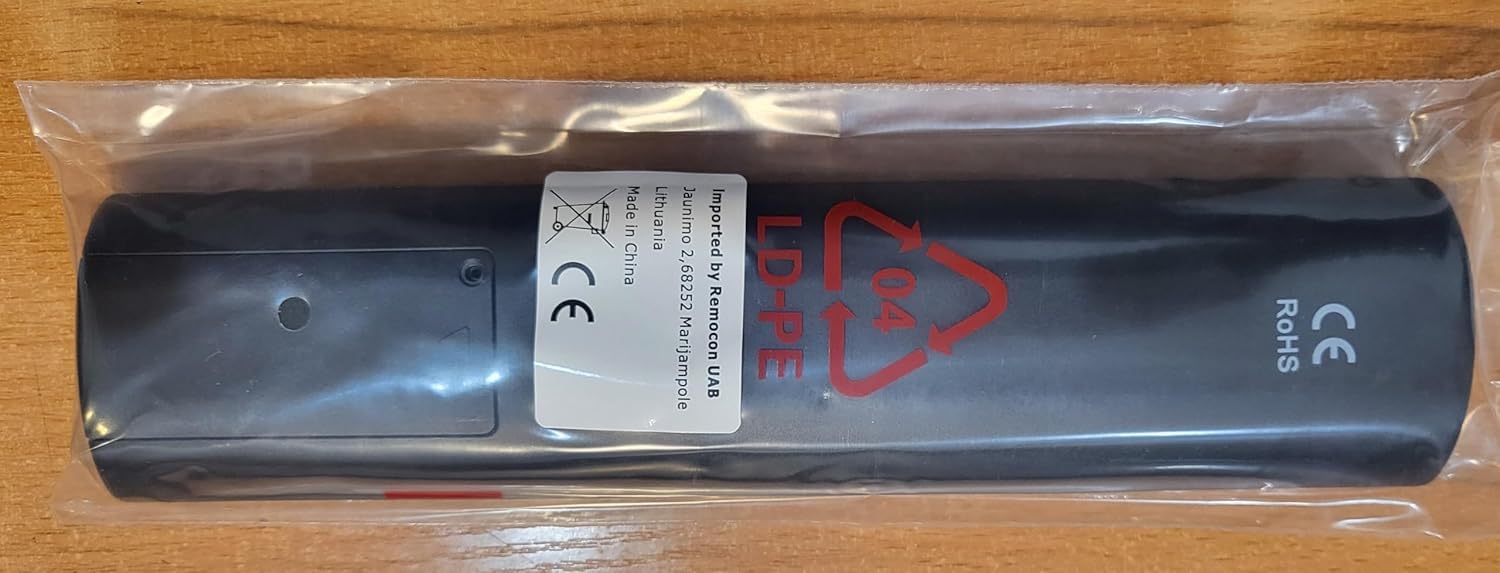 Imported by Remocon UAB
Jaunimo 2,68252 Marijampole
Lithuania
Made in China
CE
04
LD-PE
CE
RoHS